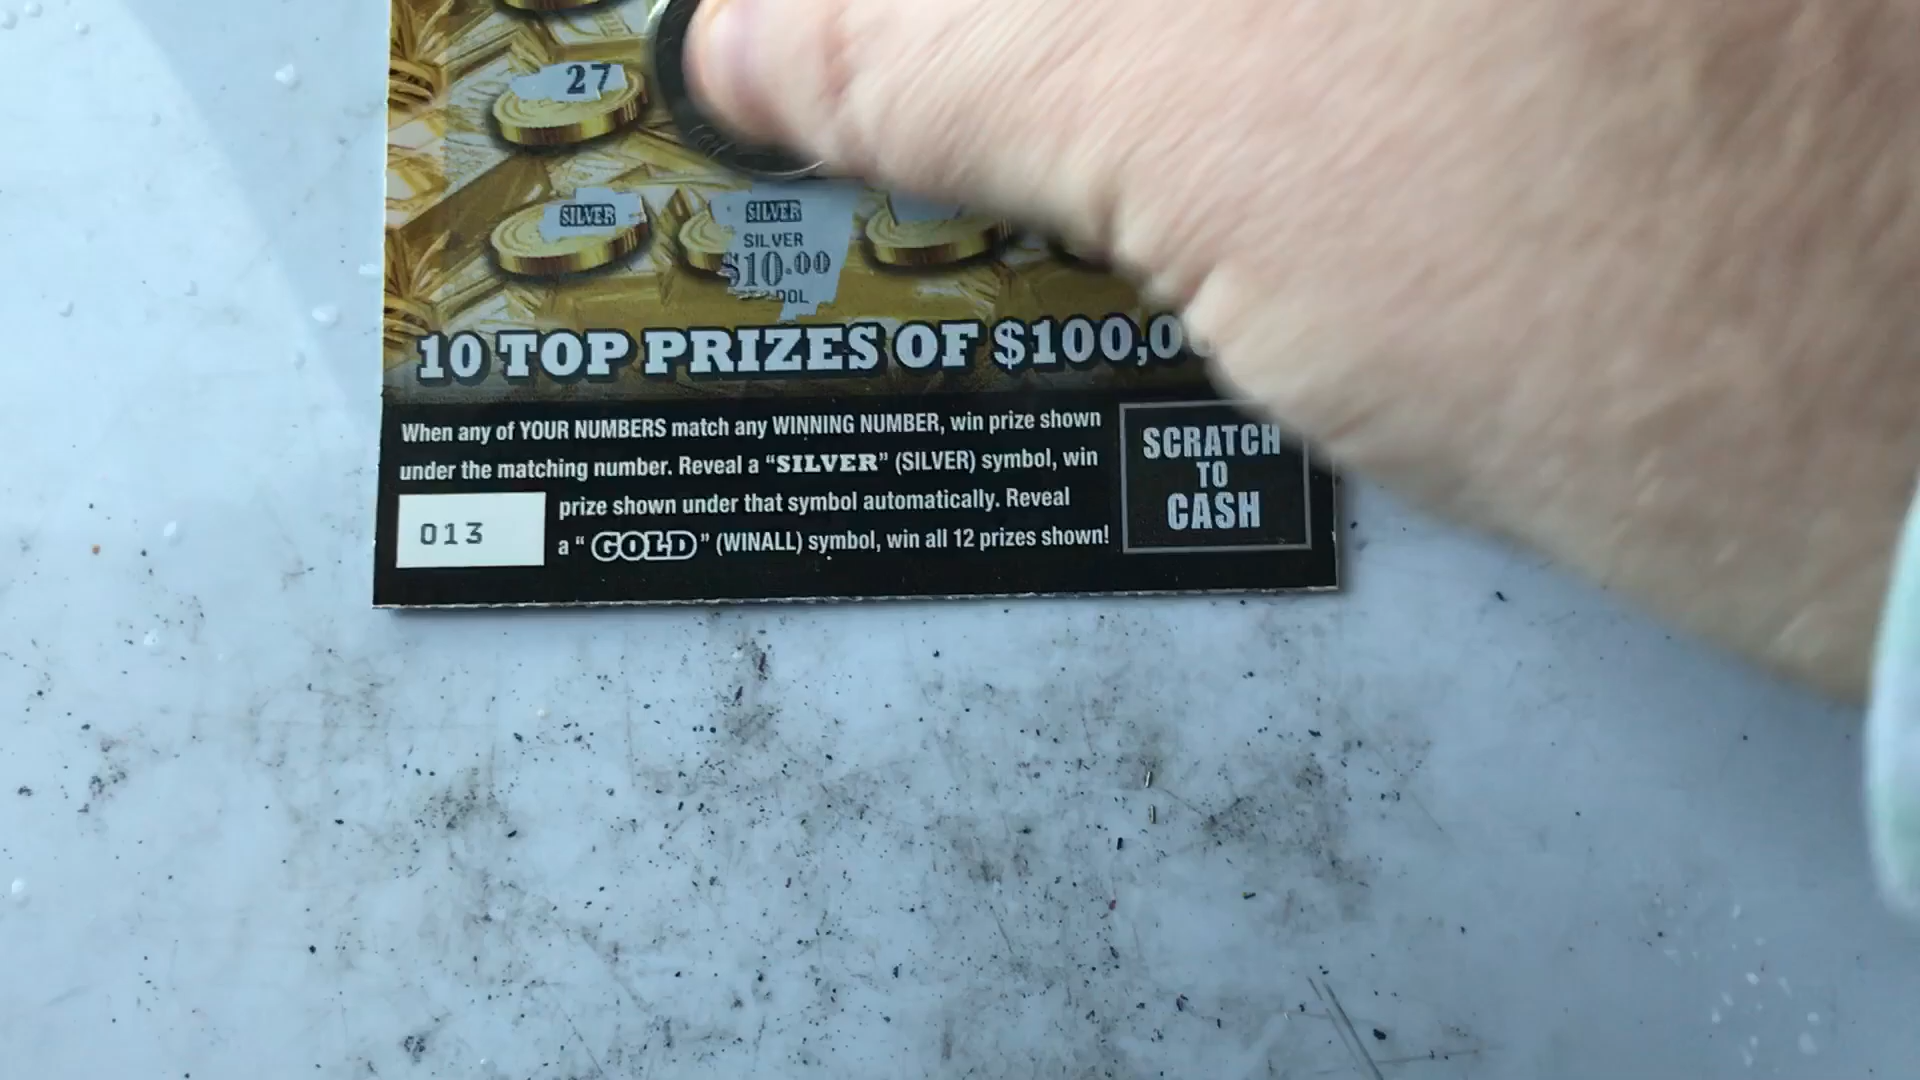 27
SILVER SILVER
SILVER
$10.00
DOL
10 TOP PRIZES OF $100,0
When any of YOUR NUMBERS match any WINNING NUMBER, win prize shown
under the matching number. Reveal a "SILVER" (SILVER) symbol, win
prize shown under that symbol automatically. Reveal
a "GOLD" (WINALL) symbol, win all 12 prizes shown!
013
SCRATCH
TO
CASH